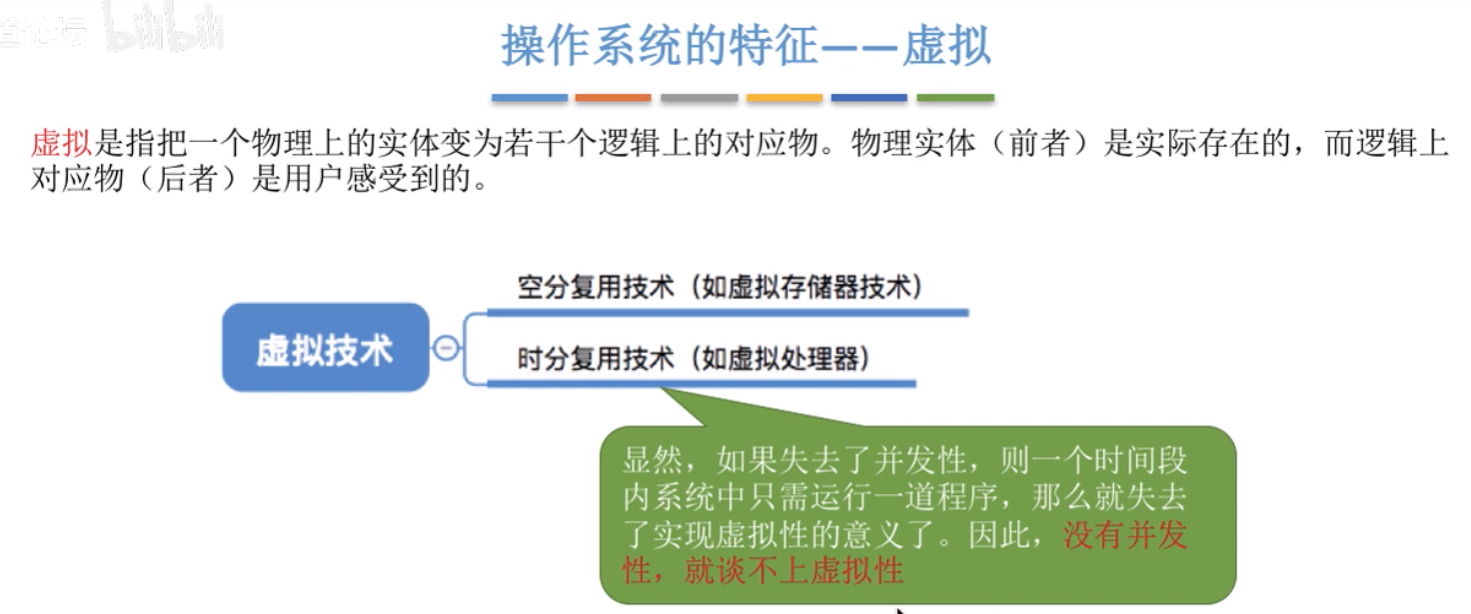 bilibili
操作系统的特征——虚拟
虚拟是指把一个物理上的实体变为若干个逻辑上的对应物。物理实体（前者）是实际存在的，而逻辑上
对应物（后者）是用户感受到的。
空分复用技术（如虚拟存储器技术）
虚拟技术
时分复用技术（如虚拟处理器）
显然，如果失去了并发性，则一个时间段
内系统中只需运行一道程序，那么就失去
了实现虚拟性的意义了。因此，没有并发
性，就谈不上虚拟性